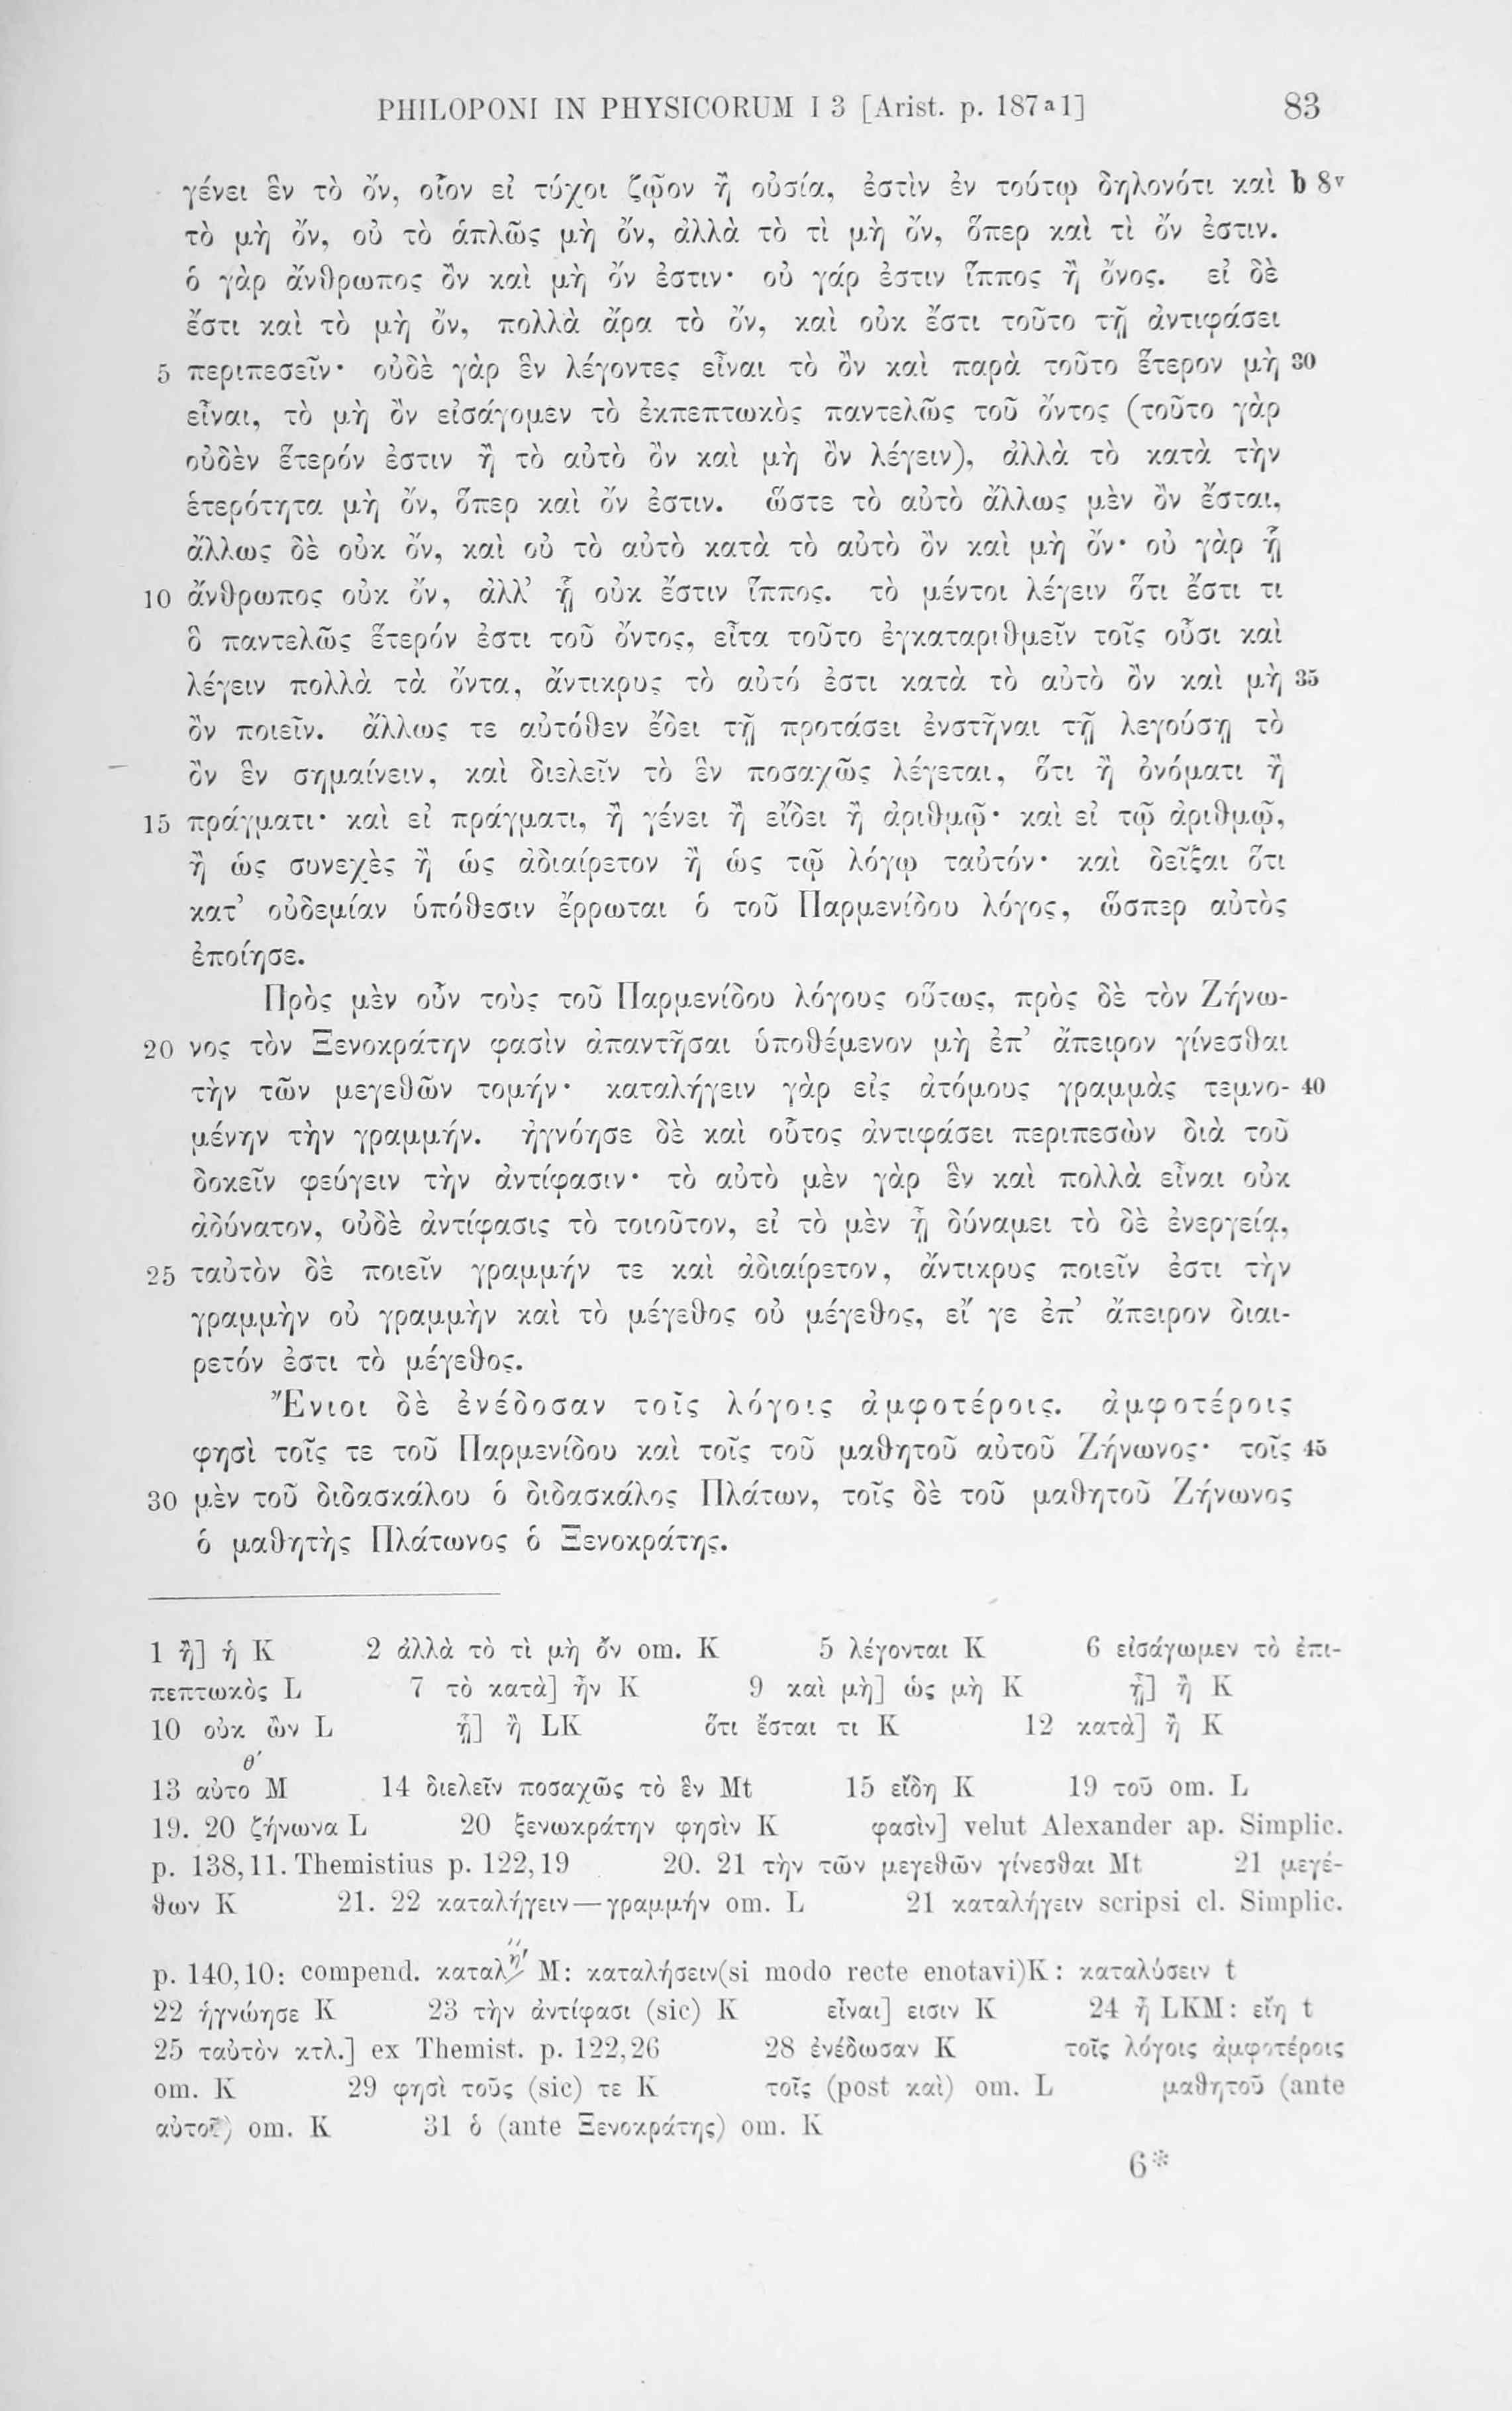 PHILOPONI IN PHYSICORUM I 3 [Arist. p. 187ᵃ1] 83
γένει ἓν τὸ ὄν, οἷον εἰ τύχοι ζῷον ἢ οὐσία, ἐστὶν ἐν τούτῳ δηλονότι καὶ b 8ᵛ
τὸ μὴ ὄν, οὐ τὸ ἁπλῶς μὴ ὄν, ἀλλὰ τὸ τὶ μὴ ὄν, ὅπερ καὶ τὶ ὄν ἐστιν.
ὁ γὰρ ἄνθρωπος ὂν καὶ μὴ ὄν ἐστιν· οὐ γάρ ἐστιν ἵππος ἢ ὄνος. εἰ δὲ
ἔστι καὶ τὸ μὴ ὄν, πολλὰ ἄρα τὸ ὄν, καὶ οὐκ ἔστι τοῦτο τῇ ἀντιφάσει
5 περιπεσεῖν· οὐδὲ γὰρ ἓν λέγοντες εἶναι τὸ ὂν καὶ παρὰ τοῦτο ἕτερον μὴ 30
εἶναι, τὸ μὴ ὂν εἰσάγομεν τὸ ἐκπεπτωκὸς παντελῶς τοῦ ὄντος (τοῦτο γὰρ
οὐδὲν ἕτερόν ἐστιν ἢ τὸ αὐτὸ ὂν καὶ μὴ ὂν λέγειν), ἀλλὰ τὸ κατὰ τὴν
ἑτερότητα μὴ ὄν, ὅπερ καὶ ὄν ἐστιν. ὥστε τὸ αὐτὸ ἄλλως μὲν ὂν ἔσται,
ἄλλως δὲ οὐκ ὄν, καὶ οὐ τὸ αὐτὸ κατὰ τὸ αὐτὸ ὂν καὶ μὴ ὄν· οὐ γὰρ ᾗ
10 ἄνθρωπος οὐκ ὄν, ἀλλ’ ᾗ οὐκ ἔστιν ἵππος. τὸ μέντοι λέγειν ὅτι ἔστι τι
ὃ παντελῶς ἕτερόν ἐστι τοῦ ὄντος, εἶτα τοῦτο ἐγκαταριθμεῖν τοῖς οὖσι καὶ
λέγειν πολλὰ τὰ ὄντα, ἄντικρυς τὸ αὐτό ἐστι κατὰ τὸ αὐτὸ ὂν καὶ μὴ 35
ὂν ποιεῖν. ἄλλως τε αὐτόθεν ἔδει τῇ προτάσει ἐνστῆναι τῇ λεγούσῃ τὸ
ὂν ἓν σημαίνειν, καὶ διελεῖν τὸ ἓν ποσαχῶς λέγεται, ὅτι ἢ ὀνόματι ἢ
15 πράγματι· καὶ εἰ πράγματι, ἢ γένει ἢ εἴδει ἢ ἀριθμῷ· καὶ εἰ τῷ ἀριθμῷ,
ἢ ὡς συνεχὲς ἢ ὡς ἀδιαίρετον ἢ ὡς τῷ λόγῳ ταὐτόν· καὶ δεῖξαι ὅτι
κατ’ οὐδεμίαν ὑπόθεσιν ἔρρωται ὁ τοῦ Παρμενίδου λόγος, ὥσπερ αὐτὸς
ἐποίησε.
Πρὸς μὲν οὖν τοὺς τοῦ Παρμενίδου λόγους οὕτως, πρὸς δὲ τὸν Ζήνω-
20 νος τὸν Ξενοκράτην φασὶν ἀπαντῆσαι ὑποθέμενον μὴ ἐπ’ ἄπειρον γίνεσθαι
τὴν τῶν μεγεθῶν τομήν· καταλήγειν γὰρ εἰς ἀτόμους γραμμὰς τεμνο- 40
μένην τὴν γραμμήν. ἠγνόησε δὲ καὶ οὗτος ἀντιφάσει περιπεσὼν διὰ τοῦ
δοκεῖν φεύγειν τὴν ἀντίφασιν· τὸ αὐτὸ μὲν γὰρ ἓν καὶ πολλὰ εἶναι οὐκ
ἀδύνατον, οὐδὲ ἀντίφασις τὸ τοιοῦτον, εἰ τὸ μὲν ᾖ δύναμει τὸ δὲ ἐνεργείᾳ,
25 ταὐτὸν δὲ ποιεῖν γραμμήν τε καὶ ἀδιαίρετον, ἄντικρυς ποιεῖν ἐστι τὴν
γραμμὴν οὐ γραμμὴν καὶ τὸ μέγεθος οὐ μέγεθος, εἴ γε ἐπ’ ἄπειρον διαι-
ρετόν ἐστι τὸ μέγεθος.
Ἔνιοι δὲ ἐνέδοσαν τοῖς λόγοις ἀμφοτέροις. ἀμφοτέροις
φησὶ τοῖς τε τοῦ Παρμενίδου καὶ τοῖς τοῦ μαθητοῦ αὐτοῦ Ζήνωνος· τοῖς 45
30 μὲν τοῦ διδασκάλου ὁ διδασκάλος Πλάτων, τοῖς δὲ τοῦ μαθητοῦ Ζήνωνος
ὁ μαθητὴς Πλάτωνος ὁ Ξενοκράτης.
1 ἢ] ἡ K 2 ἀλλὰ τὸ τὶ μὴ ὄν om. K 5 λέγονται K 6 εἰσάγωμεν τὸ ἐπι-
πεπτωκὸς L 7 τὸ κατὰ] ἦν K 9 καὶ μὴ] ὡς μὴ K ᾗ] ἢ K
10 οὐκ ὢν L ᾗ] ἢ LK ὅτι ἔσται τι K 12 κατὰ] ἢ K
13 αὐτοθ´ M 14 διελεῖν ποσαχῶς τὸ ἓν Mt 15 εἴδη K 19 τοῦ om. L
19. 20 ζήνωνα L 20 ξενωκράτην φησὶν K φασὶν] velut Alexander ap. Simplic.
p. 138,11. Themistius p. 122,19 20. 21 τὴν τῶν μεγεθῶν γίνεσθαι Mt 21 μεγέ-
θων K 21. 22 καταλήγειν—γραμμήν om. L 21 καταλήγειν scripsi cl. Simplic.
p. 140,10: compend. καταλ M: καταλήσειν(si modo recte enotavi)K: καταλύσειν t
22 ἠγνώησε K 23 τὴν ἀντίφασι (sic) K εἶναι] εισιν K 24 ἢ LKM: εἴη t
25 ταὐτὸν κτλ.] ex Themist. p. 122,26 28 ἐνέδωσαν K τοῖς λόγοις ἀμφοτέροις
om. K 29 φησὶ τοῦς (sic) τε K τοῖς (post καὶ) om. L μαθητοῦ (ante
αὐτοῦ) om. K 31 ὁ (ante Ξενοκράτης) om. K
6*